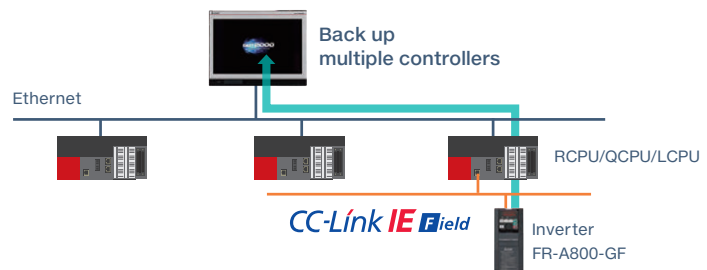 Back up
multiple controllers
Ethernet
RCPU/QCPU/LCPU
CC-Link IE Field
Inverter
FR-A800-GF